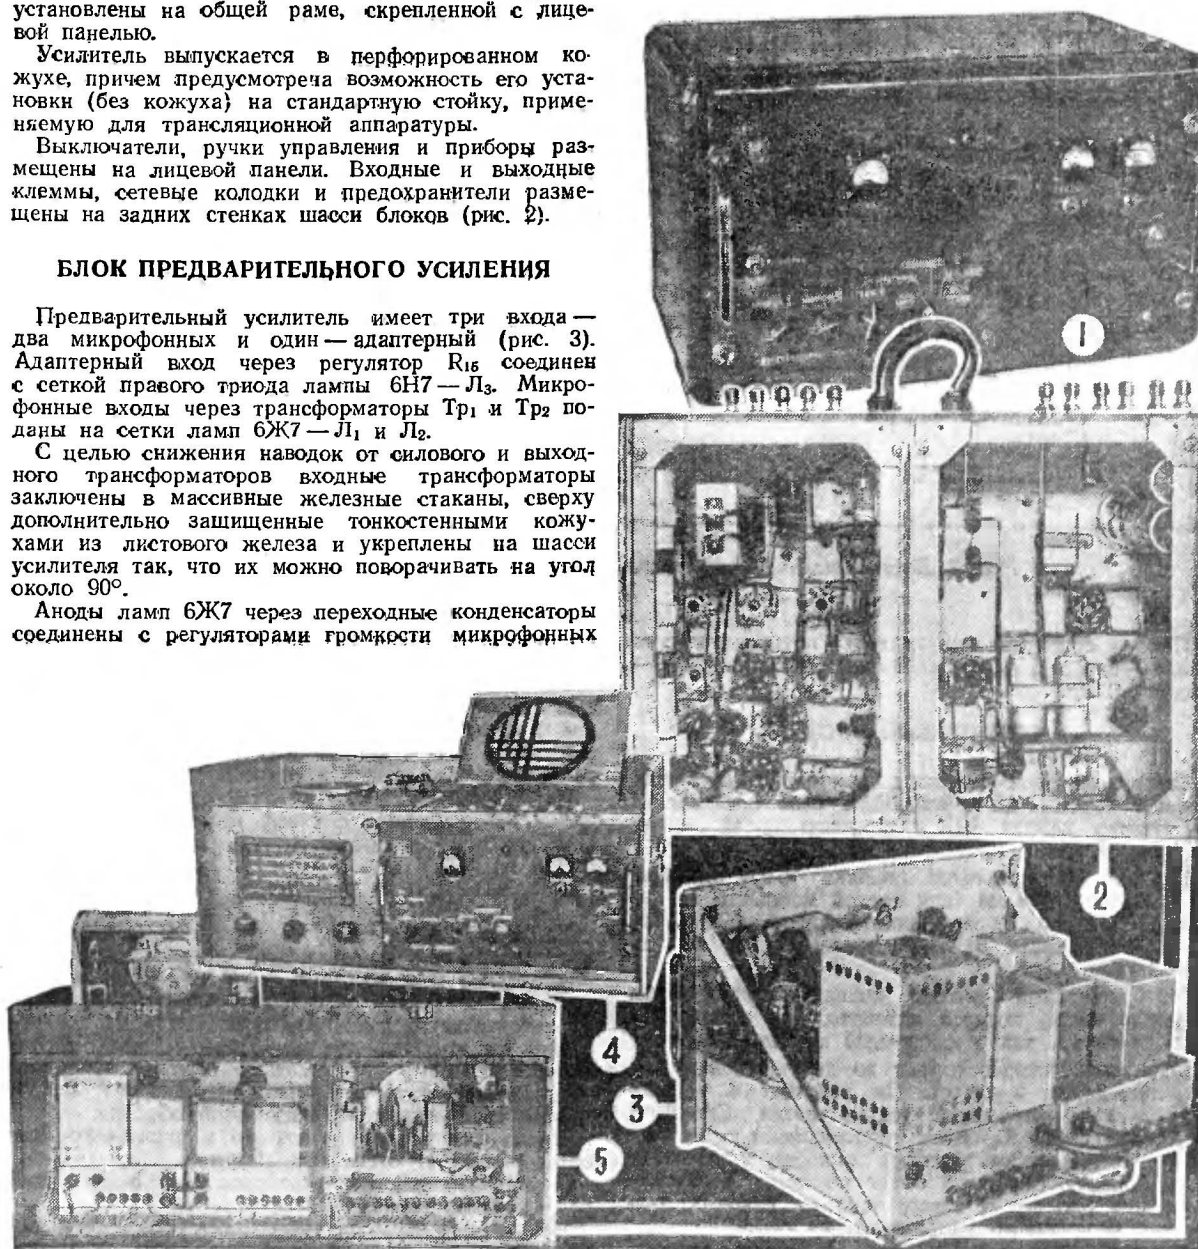 установлены на общей раме, скрепленной с лице-
вой панелью.
Усилитель выпускается в перфорированном ко-
жухе, причем предусмотрена возможность его уста-
новки (без кожуха) на стандартную стойку, приме-
няемую для трансляционной аппаратуры.
Выключатели, ручки управления и приборы раз-
мещены на лицевой панели. Входные и выходные
клеммы, сетевые колодки и предохранители разме-
щены на задних стенках шасси блоков (рис. 2).
БЛОК ПРЕДВАРИТЕЛЬНОГО УСИЛЕНИЯ
Предварительный усилитель имеет три входа —
два микрофонных и один — адаптерный (рис. 3).
Адаптерный вход через регулятор R₁₆ соединен
с сеткой правого триода лампы 6Н7 — Л₃. Микро-
фонные входы через трансформаторы Тр₁ и Тр₂ по-
даны на сетки ламп 6Ж7 — Л₁ и Л₂.
С целью снижения наводок от силового и выход-
ного трансформаторов входные трансформаторы
заключены в массивные железные стаканы, сверху
дополнительно защищенные тонкостенными кожу-
хами из листового железа и укреплены на шасси
усилителя так, что их можно поворачивать на угол
около 90°.
Аноды ламп 6Ж7 через переходные конденсаторы
соединены с регуляторами громкости микрофонных
1
2
3
4
5